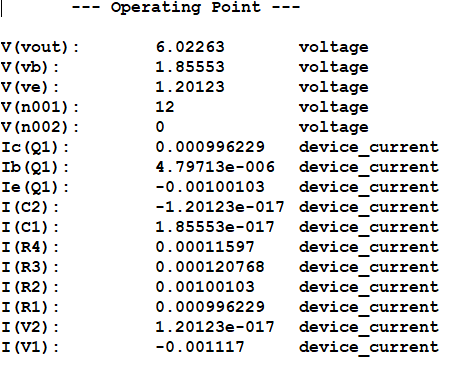 --- Operating Point ---
V(vout): 6.02263 voltage
V(vb): 1.85553 voltage
V(ve): 1.20123 voltage
V(n001): 12 voltage
V(n002): 0 voltage
Ic(Q1): 0.000996229 device_current
Ib(Q1): 4.79713e-006 device_current
Ie(Q1): -0.00100103 device_current
I(C2): -1.20123e-017 device_current
I(C1): 1.85553e-017 device_current
I(R4): 0.00011597 device_current
I(R3): 0.000120768 device_current
I(R2): 0.00100103 device_current
I(R1): 0.000996229 device_current
I(V2): 1.20123e-017 device_current
I(V1): -0.001117 device_current